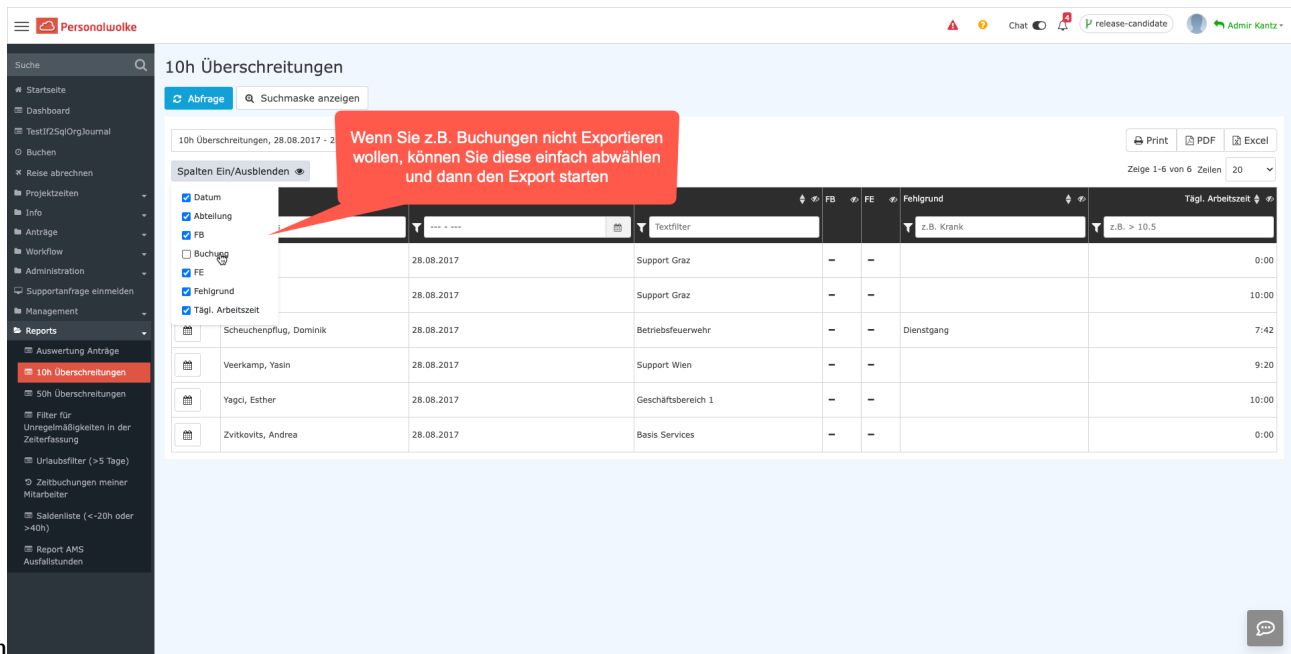 Personalwolke
Chat
4
release-candidate
Admir Kantz
Suche
Startseite
Dashboard
TestIf2SqlOrgJournal
Buchen
Reise abrechnen
Projektzeiten
Info
Anträge
Workflow
Administration
Supportanfrage einmelden
Management
Reports
Auswertung Anträge
10h Überschreitungen
50h Überschreitungen
Filter für
Unregelmäßigkeiten in der
Zeiterfassung
Urlaubsfilter (>5 Tage)
Zeitbuchungen meiner
Mitarbeiter
Saldenliste (<-20h oder
>40h)
Report AMS
Ausfallstunden
10h Überschreitungen
Abfrage Suchmaske anzeigen
10h Überschreitungen, 28.08.2017 - 2
Wenn Sie z.B. Buchungen nicht Exportieren
wollen, können Sie diese einfach abwählen
und dann den Export starten
Print PDF Excel
Spalten Ein/Ausblenden
Zeige 1-6 von 6 Zeilen 20
Datum
Abteilung
FB
Buchung
FE
Fehlgrund
Tägl. Arbeitszeit
FB FE Fehlgrund Tägl. Arbeitszeit
--- - --- Textfilter z.B. Krank z.B. > 10.5
28.08.2017 Support Graz – – 0:00
28.08.2017 Support Graz – – 10:00
Scheuchenpflug, Dominik 28.08.2017 Betriebsfeuerwehr – – Dienstgang 7:42
Veerkamp, Yasin 28.08.2017 Support Wien – – 9:20
Yagci, Esther 28.08.2017 Geschäftsbereich 1 – – 10:00
Zvitkovits, Andrea 28.08.2017 Basis Services – – 0:00